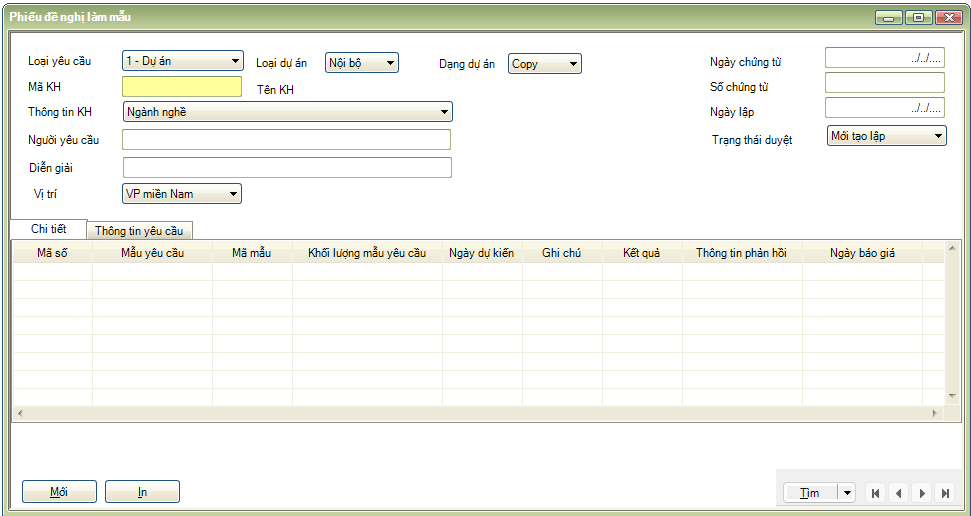 Phiếu đề nghị làm mẫu
Loại yêu cầu 1 - Dự án Loại dự án Nội bộ Dạng dự án Copy Ngày chứng từ ../../....
Mã KH Tên KH Số chứng từ
Thông tin KH Ngành nghề Ngày lập ../../....
Người yêu cầu Trạng thái duyệt Mới tạo lập
Diễn giải
Vị trí VP miền Nam
Chi tiết Thông tin yêu cầu
Mã số Mẫu yêu cầu Mã mẫu Khối lượng mẫu yêu cầu Ngày dự kiến Ghi chú Kết quả Thông tin phản hồi Ngày báo giá
Mới In Tìm